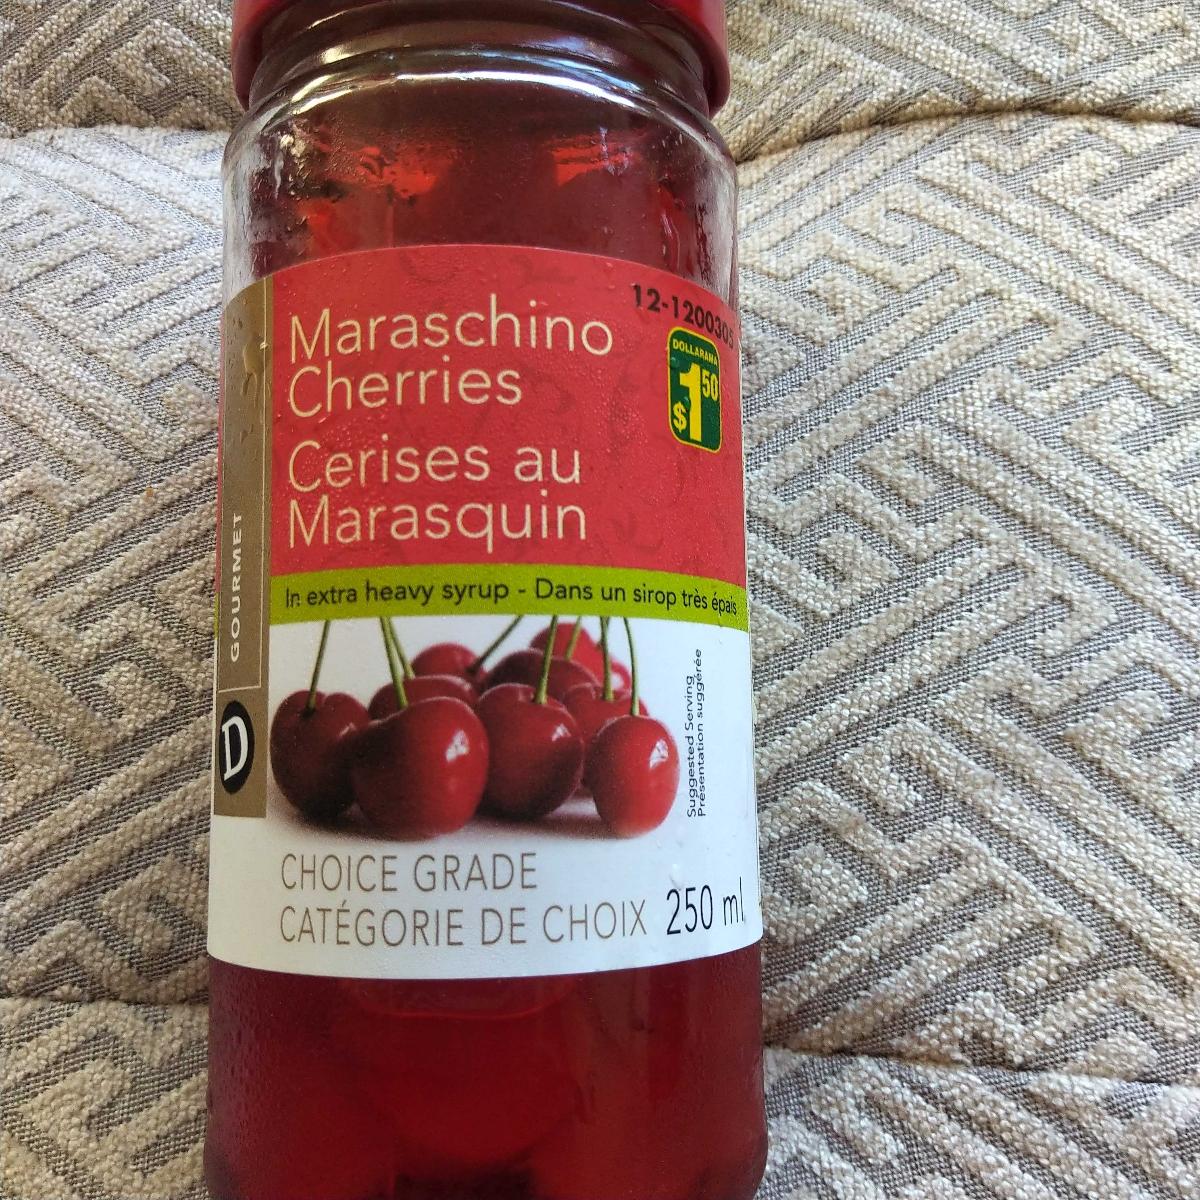 Maraschino
Cherries
Cerises au
Marasquin
12-1200305
DOLLARAMA
$1.50
In extra heavy syrup - Dans un sirop très épais
GOURMET
D
Suggested Serving
Présentation suggérée
CHOICE GRADE
CATÉGORIE DE CHOIX
250 ml